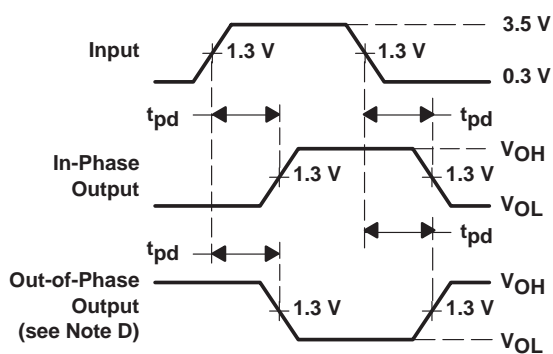 3.5 V
Input
1.3 V
1.3 V
0.3 V
tpd
tpd
VOH
In-Phase
Output
1.3 V
1.3 V
VOL
tpd
tpd
Out-of-Phase
Output
(see Note D)
VOH
1.3 V
1.3 V
VOL